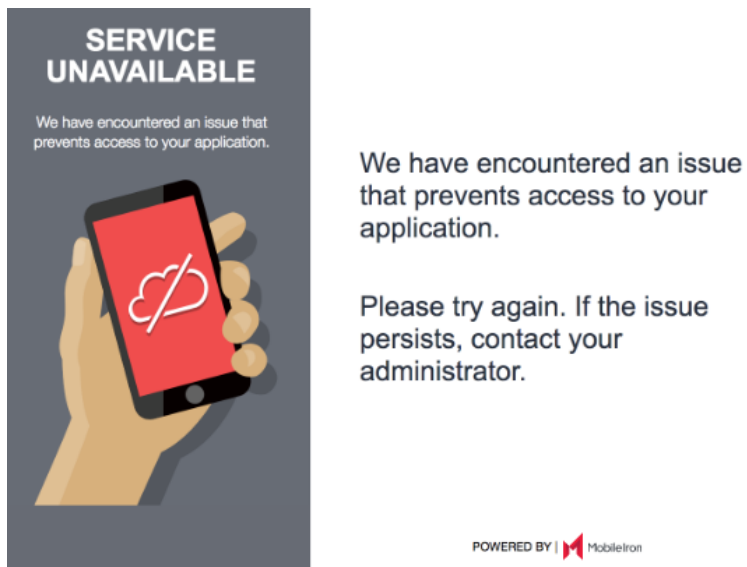 SERVICE
UNAVAILABLE
We have encountered an issue that
prevents access to your application.
We have encountered an issue
that prevents access to your
application.
Please try again. If the issue
persists, contact your
administrator.
POWERED BY | MobileIron